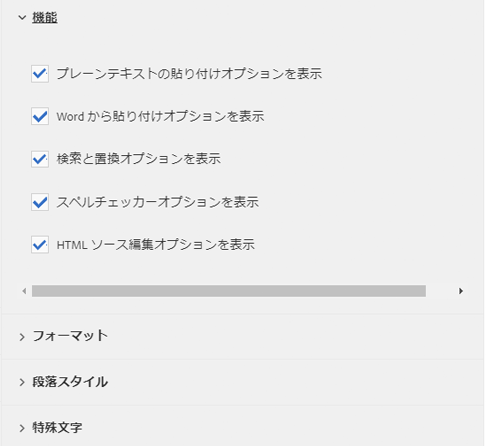 機能
プレーンテキストの貼り付けオプションを表示
Word から貼り付けオプションを表示
検索と置換オプションを表示
スペルチェッカーオプションを表示
HTML ソース編集オプションを表示
フォーマット
段落スタイル
特殊文字